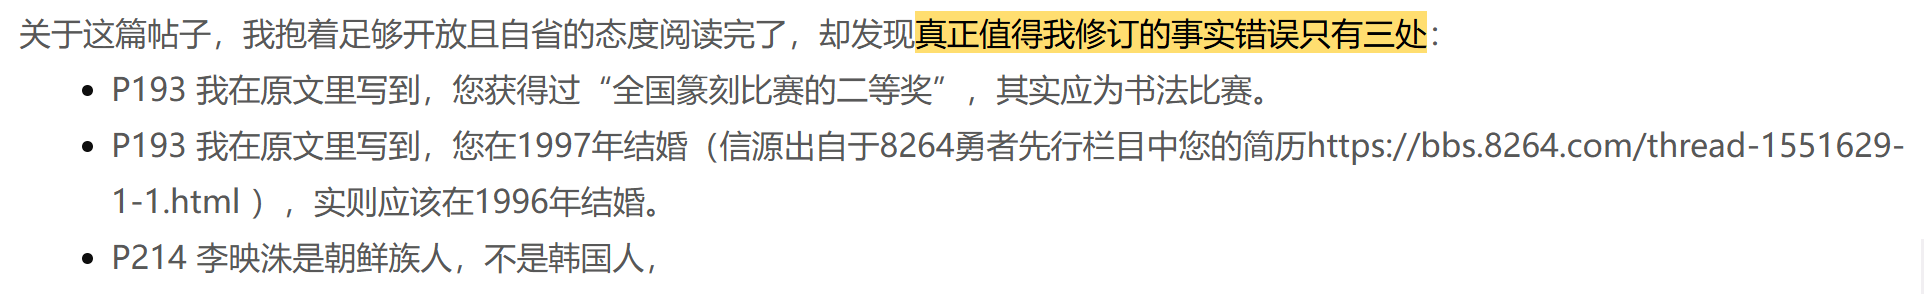 关于这篇帖子，我抱着足够开放且自省的态度阅读完了，却发现真正值得我修订的事实错误只有三处：
• P193 我在原文里写到，您获得过“全国篆刻比赛的二等奖”，其实应为书法比赛。
• P193 我在原文里写到，您在1997年结婚（信源出自于8264勇者先行栏目中您的简历https://bbs.8264.com/thread-1551629-
1-1.html ），实则应该在1996年结婚。
• P214 李映洙是朝鲜族人，不是韩国人，